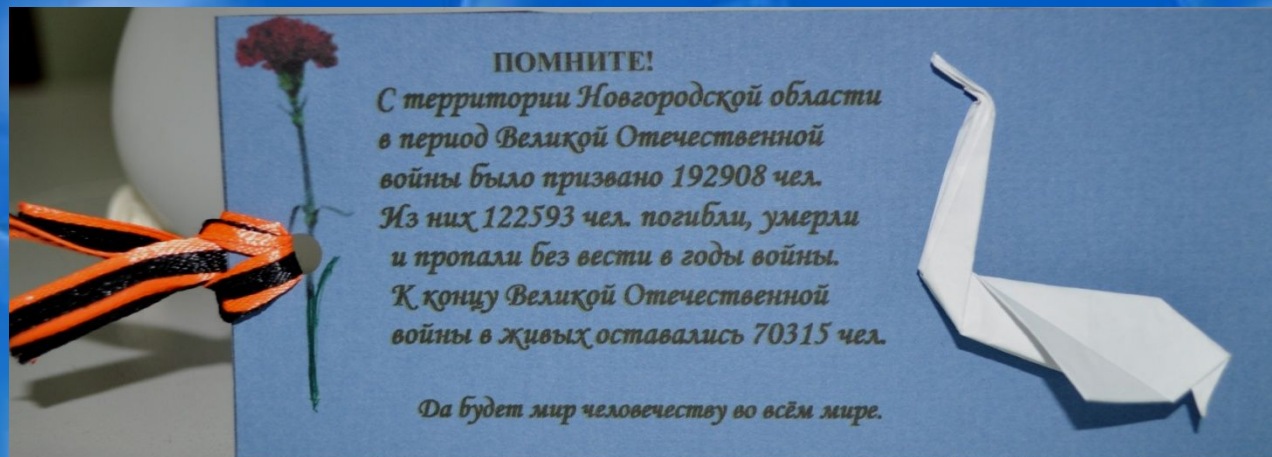 ПОМНИТЕ!
С территории Новгородской области
в период Великой Отечественной
войны было призвано 192908 чел.
Из них 122593 чел. погибли, умерли
и пропали без вести в годы войны.
К концу Великой Отечественной
войны в живых оставались 70315 чел.
Да будет мир человечеству во всём мире.